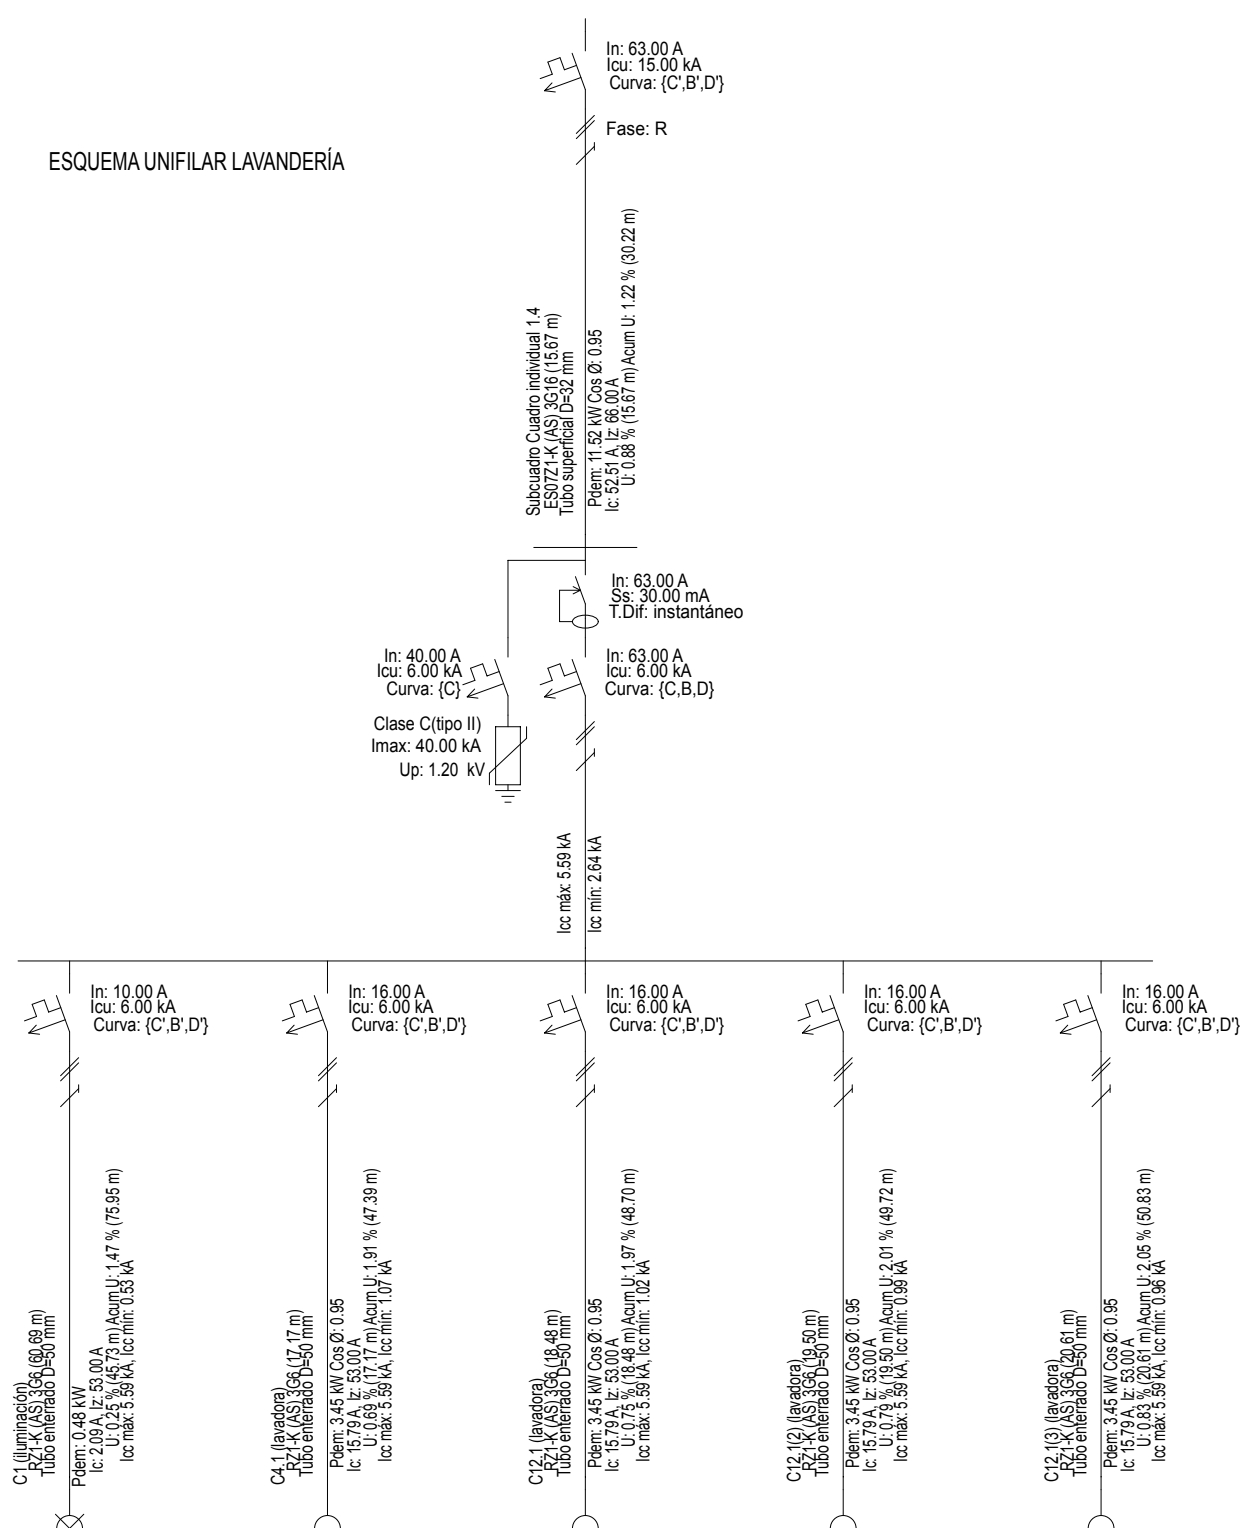 In: 63.00 A
Icu: 15.00 kA
Curva: {C',B',D'}
Fase: R
ESQUEMA UNIFILAR LAVANDERÍA
Subcuadro Cuadro individual 1.4
ES07Z1-K (AS) 3G16 (15.67 m)
Tubo superficial D=32 mm
Pdem: 11.52 kW Cos Ø: 0.95
Ic: 52.51 A, Iz: 66.00 A
U: 0.88 % (15.67 m) Acum U: 1.22 % (30.22 m)
In: 63.00 A
Ss: 30.00 mA
T.Dif: instantáneo
In: 40.00 A
Icu: 6.00 kA
Curva: {C}
In: 63.00 A
Icu: 6.00 kA
Curva: {C,B,D}
Clase C(tipo II)
Imax: 40.00 kA
Up: 1.20 kV
Icc máx: 5.59 kA
Icc mín: 2.64 kA
In: 10.00 A
Icu: 6.00 kA
Curva: {C',B',D'}
In: 16.00 A
Icu: 6.00 kA
Curva: {C',B',D'}
In: 16.00 A
Icu: 6.00 kA
Curva: {C',B',D'}
In: 16.00 A
Icu: 6.00 kA
Curva: {C',B',D'}
In: 16.00 A
Icu: 6.00 kA
Curva: {C',B',D'}
C1 (iluminación)
RZ1-K (AS) 3G6 (60.69 m)
Tubo enterrado D=50 mm
Pdem: 0.48 kW
Ic: 2.09 A, Iz: 53.00 A
U: 0.25 % (45.73 m) Acum U: 1.47 % (75.95 m)
Icc máx: 5.59 kA, Icc mín: 0.53 kA
C4.1 (lavadora)
RZ1-K (AS) 3G6 (17.17 m)
Tubo enterrado D=50 mm
Pdem: 3.45 kW Cos Ø: 0.95
Ic: 15.79 A, Iz: 53.00 A
U: 0.69 % (17.17 m) Acum U: 1.91 % (47.39 m)
Icc máx: 5.59 kA, Icc mín: 1.07 kA
C12.1 (lavadora)
RZ1-K (AS) 3G6 (18.48 m)
Tubo enterrado D=50 mm
Pdem: 3.45 kW Cos Ø: 0.95
Ic: 15.79 A, Iz: 53.00 A
U: 0.75 % (18.48 m) Acum U: 1.97 % (48.70 m)
Icc máx: 5.59 kA, Icc mín: 1.02 kA
C12.1(2) (lavadora)
RZ1-K (AS) 3G6 (19.50 m)
Tubo enterrado D=50 mm
Pdem: 3.45 kW Cos Ø: 0.95
Ic: 15.79 A, Iz: 53.00 A
U: 0.79 % (19.50 m) Acum U: 2.01 % (49.72 m)
Icc máx: 5.59 kA, Icc mín: 0.99 kA
C12.1(3) (lavadora)
RZ1-K (AS) 3G6 (20.61 m)
Tubo enterrado D=50 mm
Pdem: 3.45 kW Cos Ø: 0.95
Ic: 15.79 A, Iz: 53.00 A
U: 0.83 % (20.61 m) Acum U: 2.05 % (50.83 m)
Icc máx: 5.59 kA, Icc mín: 0.96 kA